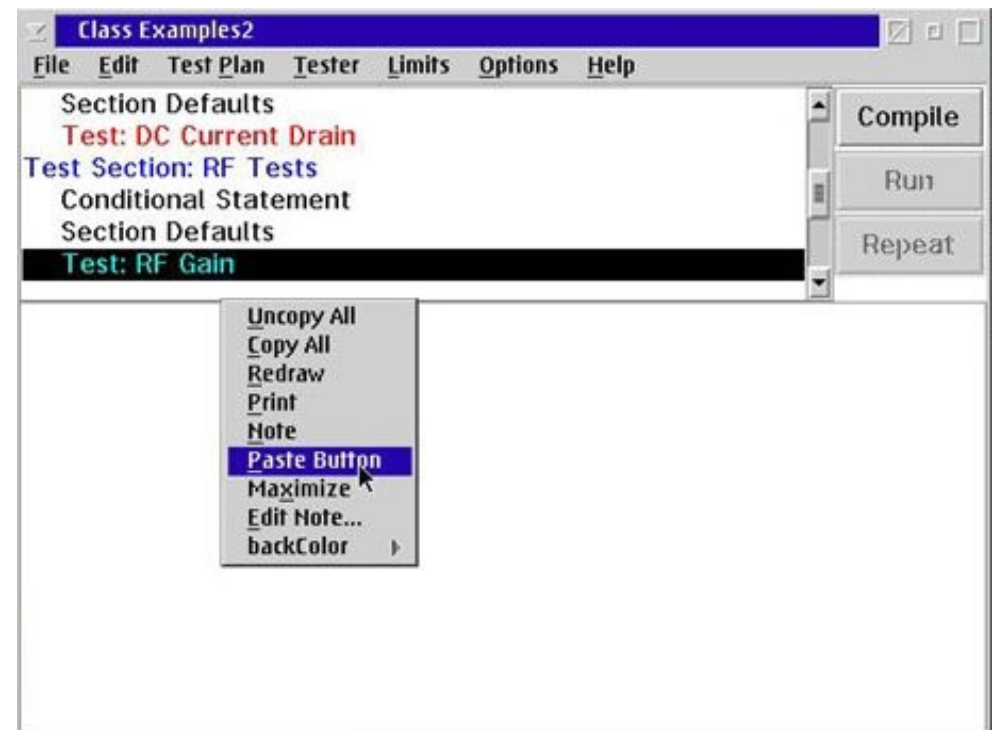 Class Examples2
File Edit Test Plan Tester Limits Options Help
Section Defaults
Test: DC Current Drain
Test Section: RF Tests
Conditional Statement
Section Defaults
Test: RF Gain
Compile
Run
Repeat
Uncopy All
Copy All
Redraw
Print
Note
Paste Button
Maximize
Edit Note...
backColor